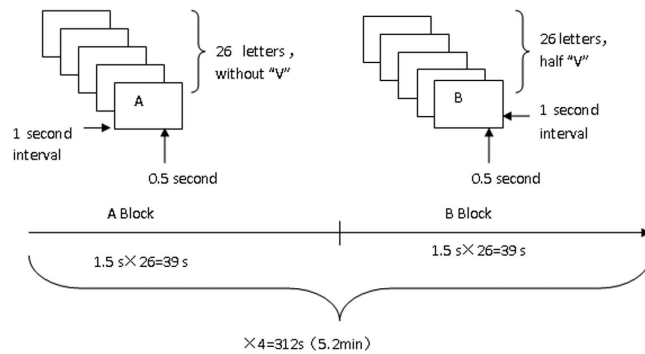 26 letters,
without “V”
A
1 second
interval
0.5 second
26 letters,
half “V”
B
1 second
interval
0.5 second
A Block
B Block
1.5 s×26=39 s
1.5 s×26=39 s
×4=312s (5.2min)